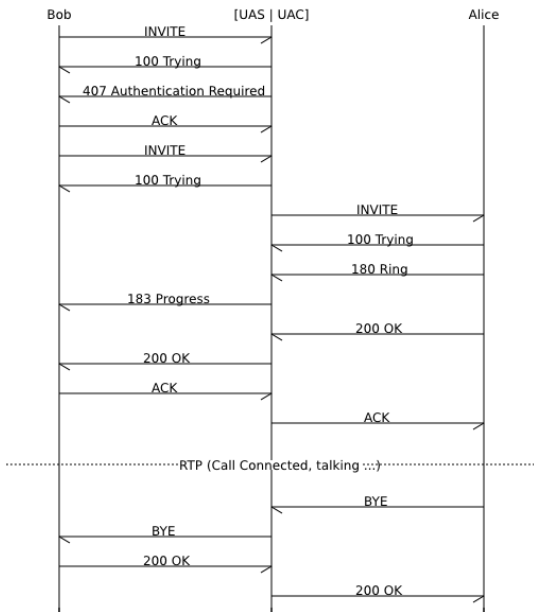 Bob [UAS | UAC] Alice
INVITE
100 Trying
407 Authentication Required
ACK
INVITE
100 Trying
INVITE
100 Trying
180 Ring
183 Progress
200 OK
200 OK
ACK
ACK
RTP (Call Connected, talking ...)
BYE
BYE
200 OK
200 OK